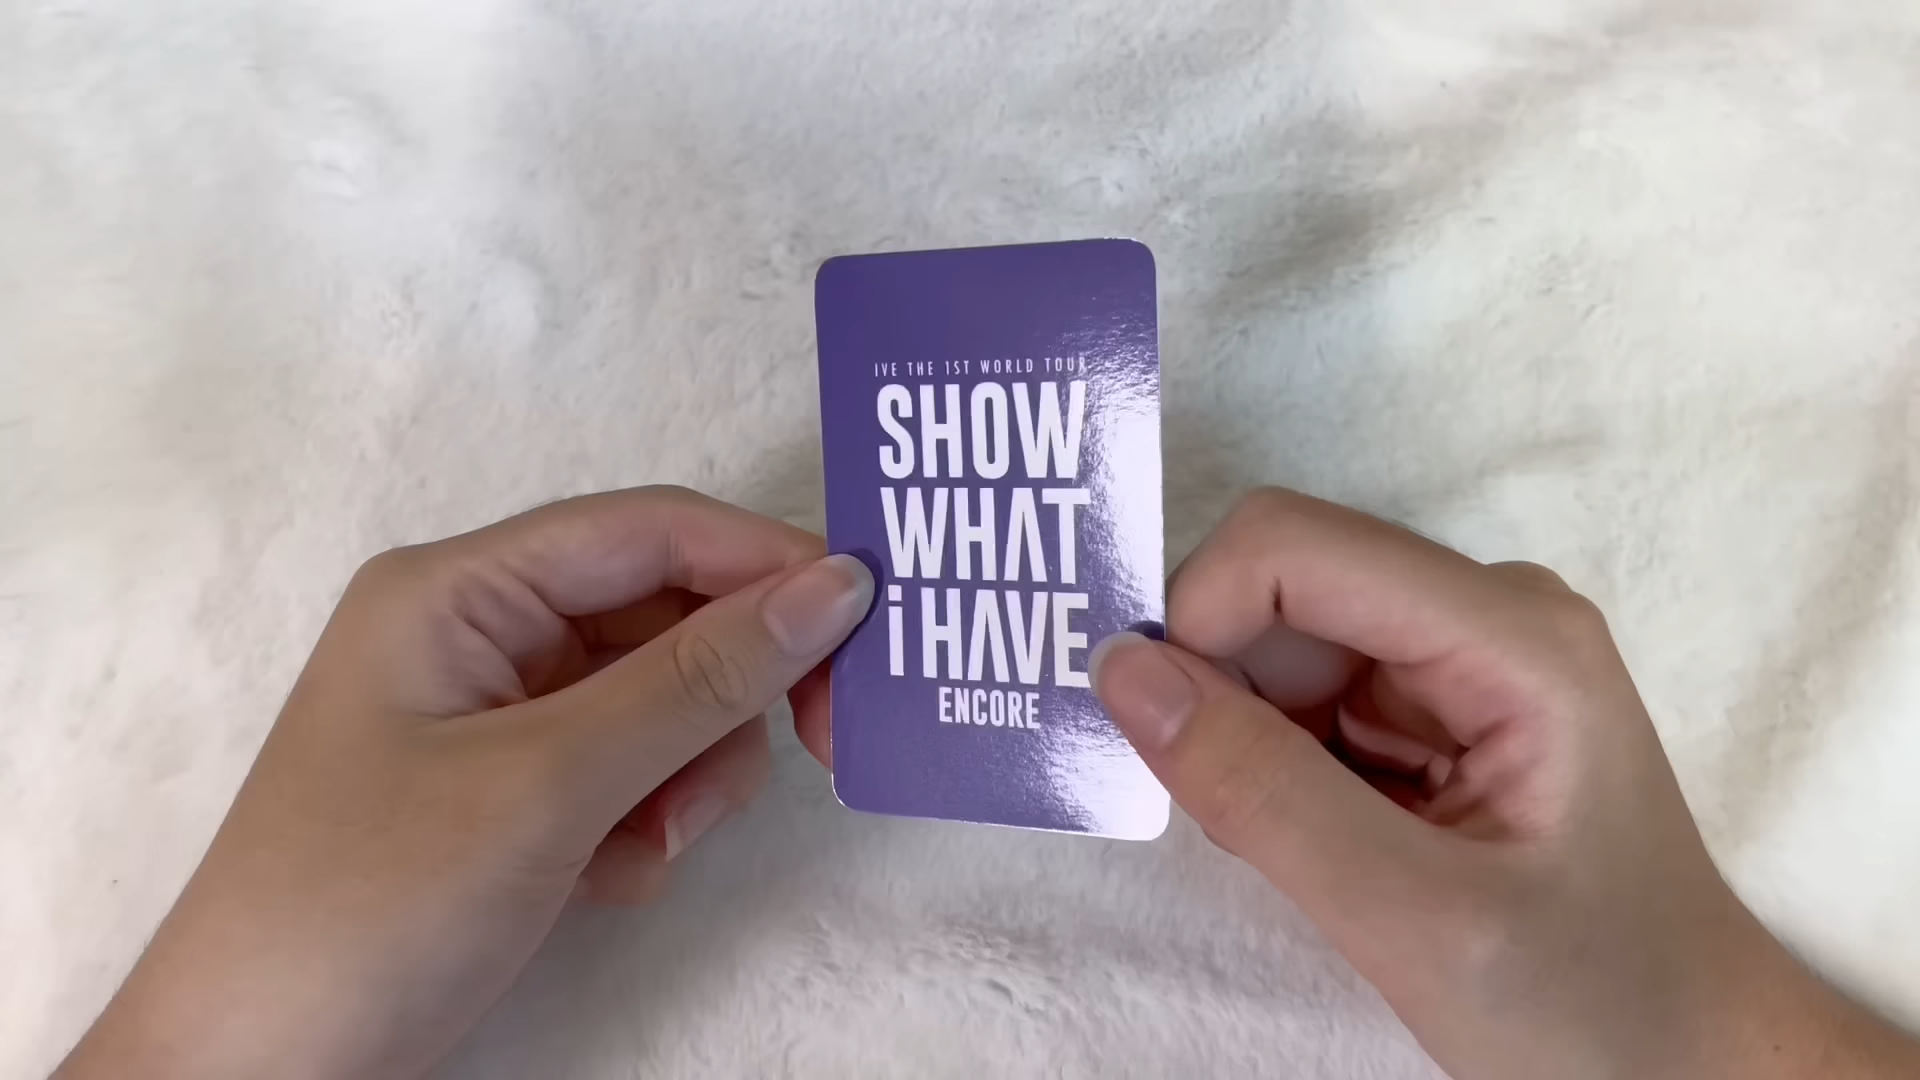 IVE THE 1ST WORLD TOUR
SHOW
WHAT
i HAVE
ENCORE